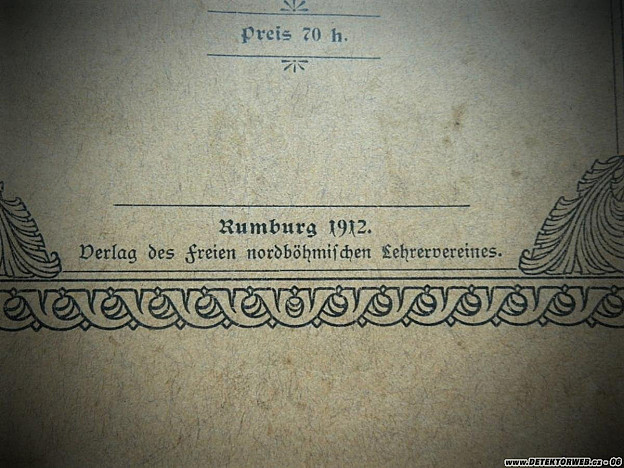 Preis 70 h.
Rumburg 1912.
Verlag des Freien nordböhmischen Lehrervereines.
www.DETEKTORWEB.cz - 06